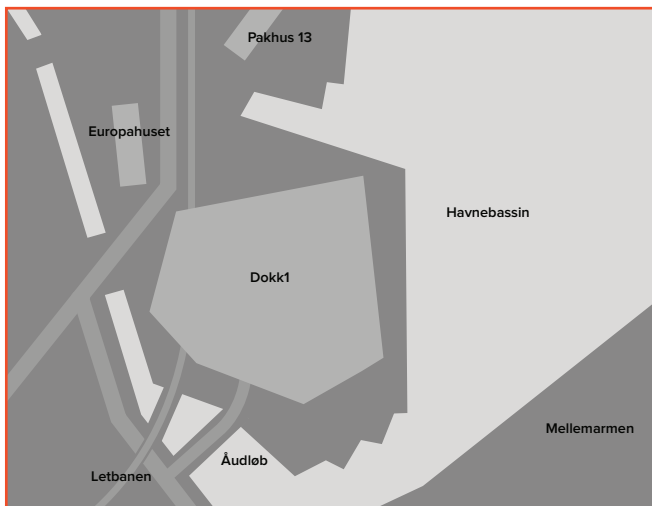 Pakhus 13
Europahuset
Havnebassin
Dokk1
Mellemarmen
Åudløb
Letbanen